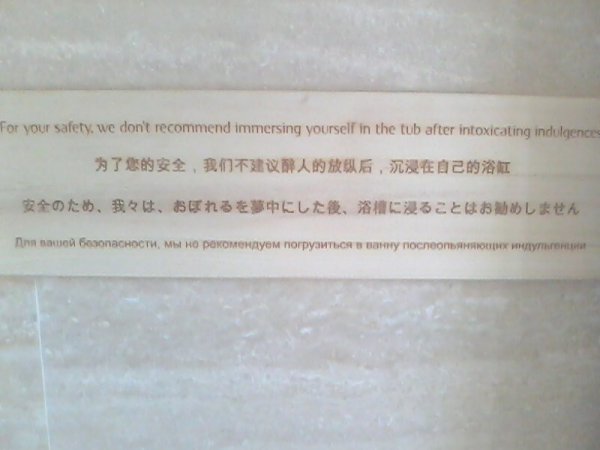 For your safety, we don't recommend immersing yourself in the tub after intoxicating indulgences
为了您的安全，我们不建议醉人的放纵后，沉浸在自己的浴缸
安全のため、我々は、おぼれるを夢中にした後、浴槽に浸ることはお勧めしません
Для вашей безопасности, мы не рекомендуем погрузиться в ванну послеопьяняющих индульгенции